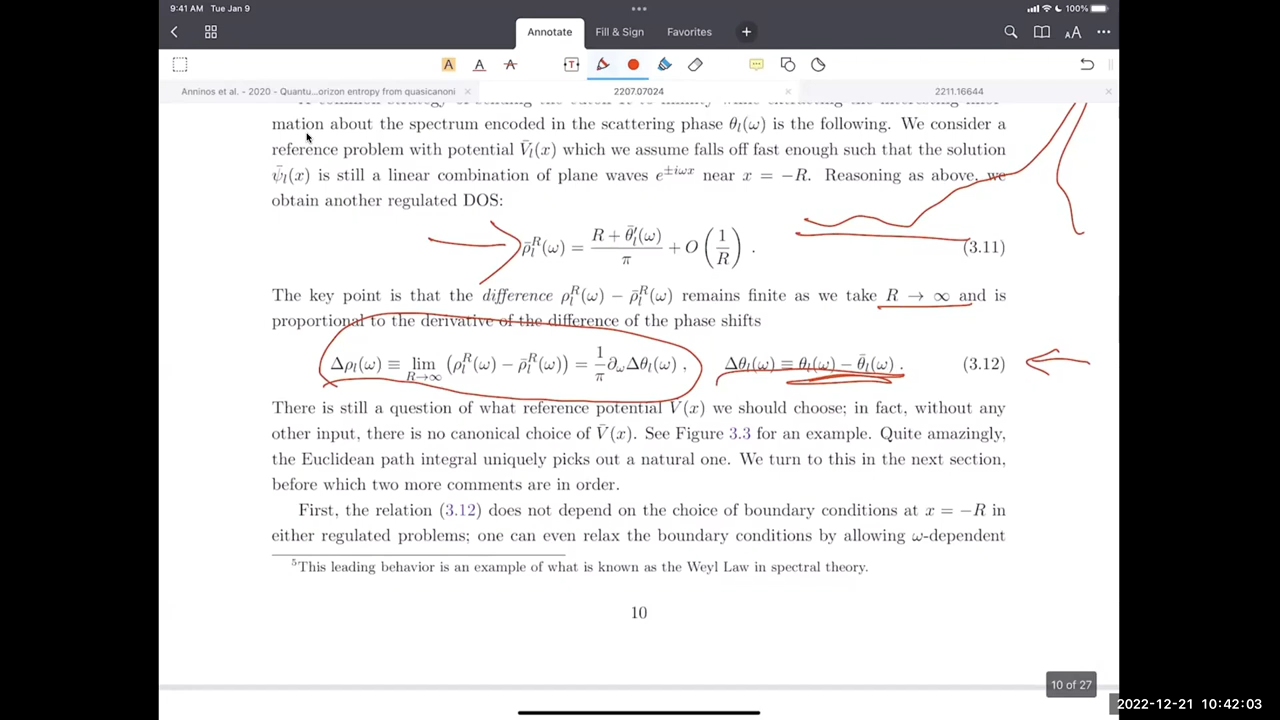 9:41 AM Tue Jan 9
100%
Annotate
Fill & Sign
Favorites
Anninos et al. - 2020 - Quantu...orizon entropy from quasicanoni
2207.07024
2211.16644
mation about the spectrum encoded in the scattering phase θ_l(ω) is the following. We consider a
reference problem with potential V̄_l(x) which we assume falls off fast enough such that the solution
ψ̄_l(x) is still a linear combination of plane waves e^{±iωx} near x = −R. Reasoning as above, we
obtain another regulated DOS:
ρ̄_l^R(ω) = (R + θ̄_l′(ω))/π + O(1/R) . (3.11)
The key point is that the difference ρ_l^R(ω) − ρ̄_l^R(ω) remains finite as we take R → ∞ and is
proportional to the derivative of the difference of the phase shifts
Δρ_l(ω) ≡ lim_{R→∞} (ρ_l^R(ω) − ρ̄_l^R(ω)) = (1/π) ∂_ω Δθ_l(ω) , Δθ_l(ω) ≡ θ_l(ω) − θ̄_l(ω) . (3.12)
There is still a question of what reference potential V̄(x) we should choose; in fact, without any
other input, there is no canonical choice of V̄(x). See Figure 3.3 for an example. Quite amazingly,
the Euclidean path integral uniquely picks out a natural one. We turn to this in the next section,
before which two more comments are in order.
First, the relation (3.12) does not depend on the choice of boundary conditions at x = −R in
either regulated problems; one can even relax the boundary conditions by allowing ω-dependent
⁵This leading behavior is an example of what is known as the Weyl Law in spectral theory.
10
10 of 27
2022-12-21 10:42:03